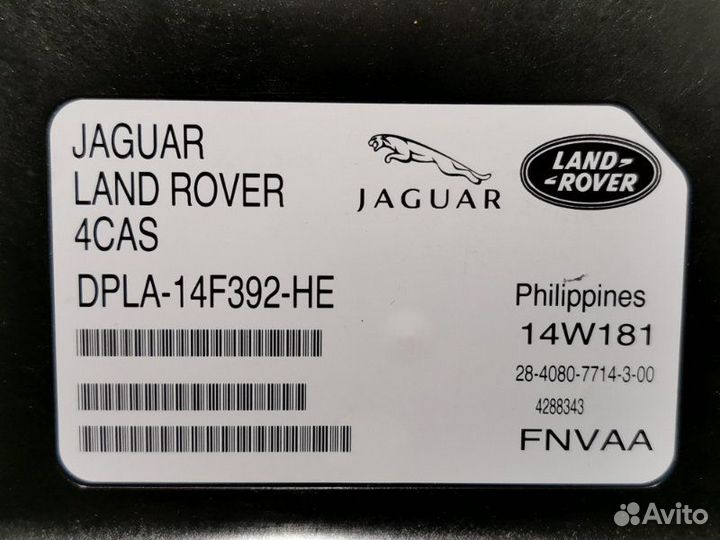 JAGUAR
LAND ROVER
4CAS
DPLA-14F392-HE
JAGUAR
LAND-
-ROVER
Philippines
14W181
28-4080-7714-3-00
4288343
FNVAA
Avito